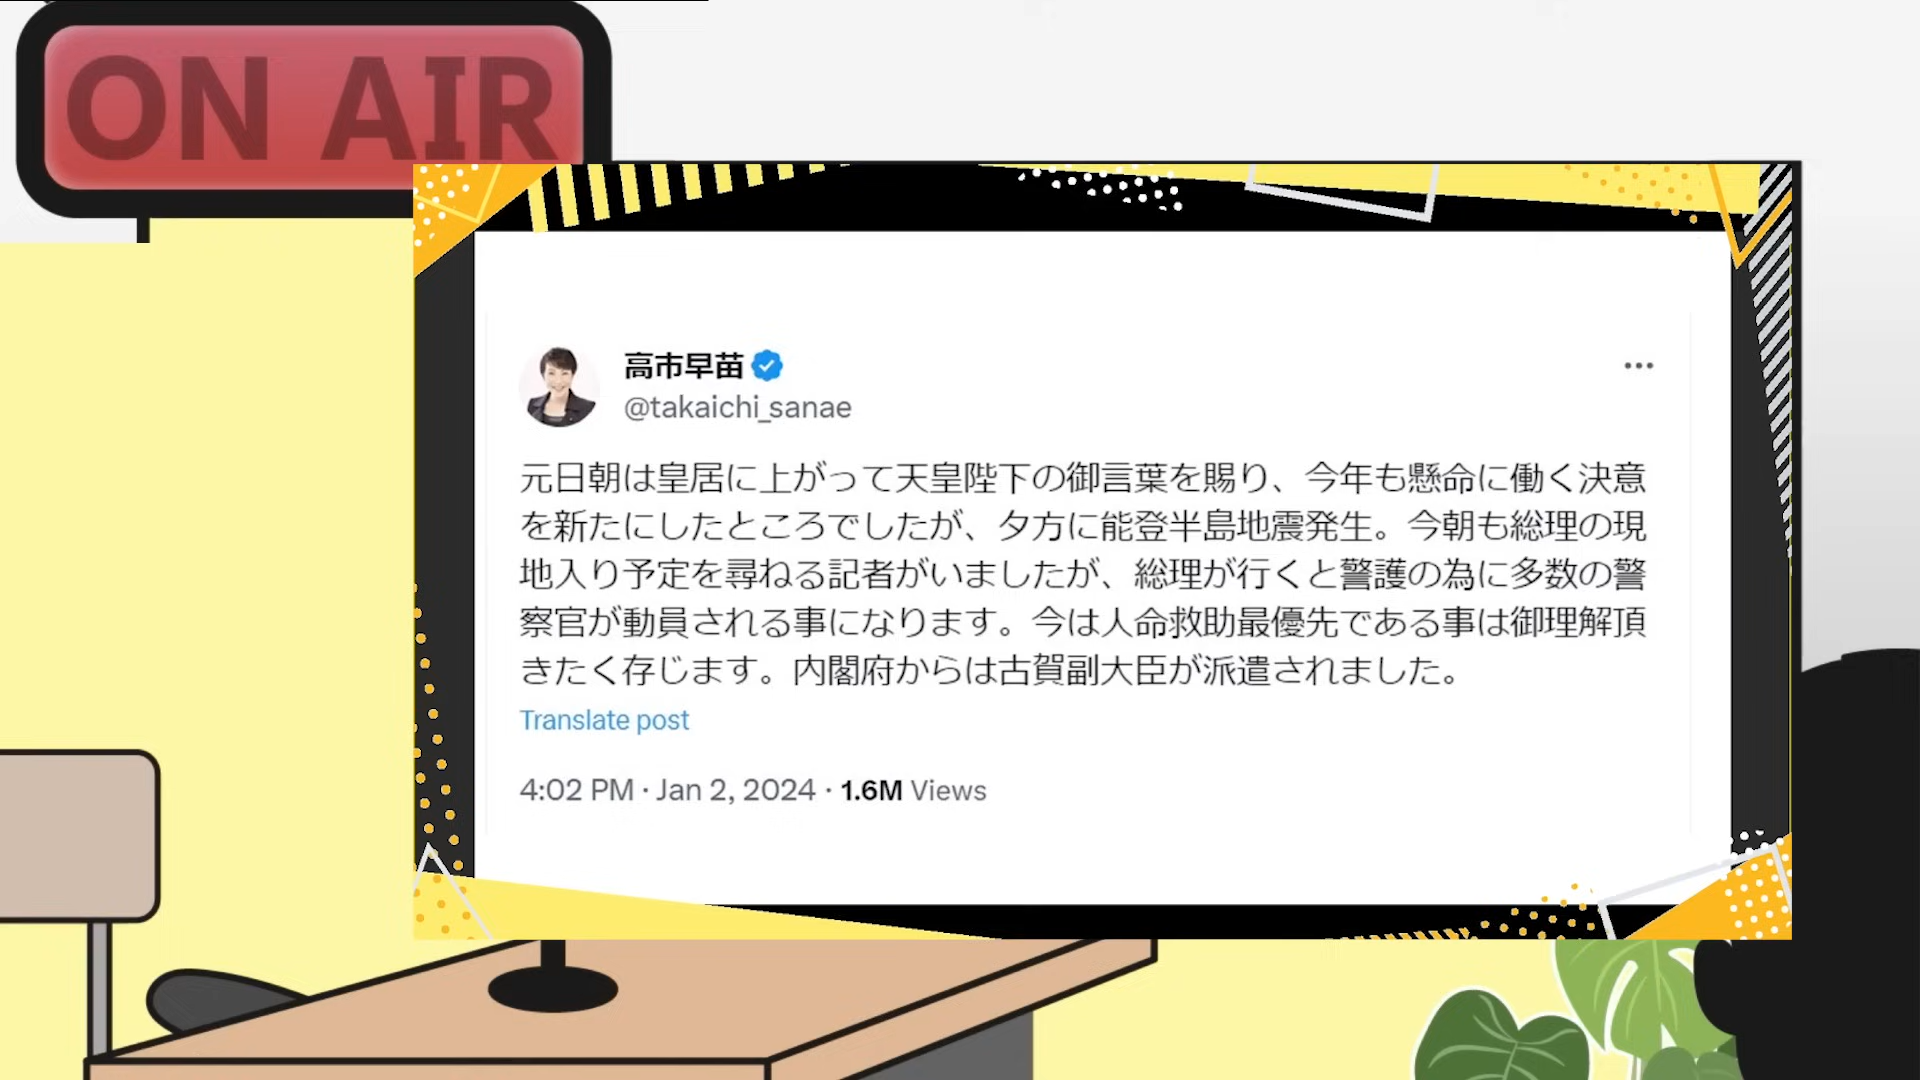 ON AIR
高市早苗
@takaichi_sanae
元日朝は皇居に上がって天皇陛下の御言葉を賜り、今年も懸命に働く決意
を新たにしたところでしたが、夕方に能登半島地震発生。今朝も総理の現
地入り予定を尋ねる記者がいましたが、総理が行くと警護の為に多数の警
察官が動員される事になります。今は人命救助最優先である事は御理解頂
きたく存じます。内閣府からは古賀副大臣が派遣されました。
Translate post
4:02 PM · Jan 2, 2024 · 1.6M Views